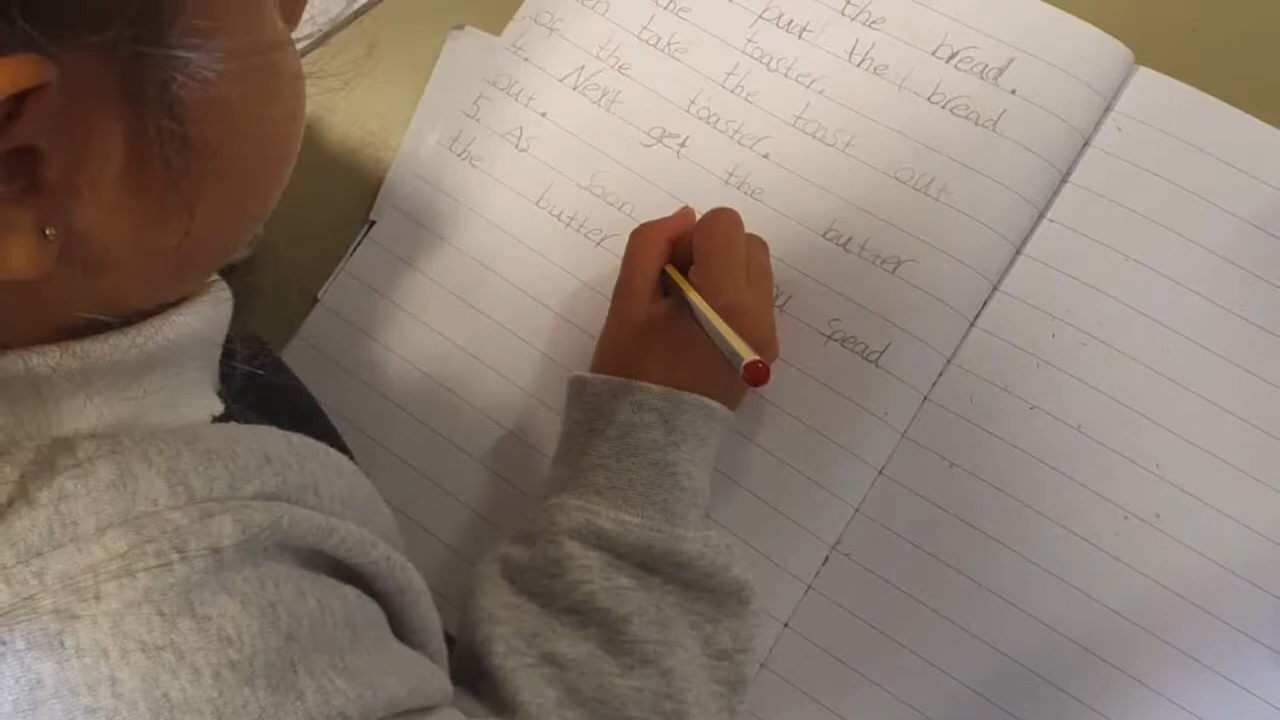 the bread.
put the bread
the toaster.
take the toast out
of the toaster.
4. Next get the butter
out.
5. As soon spead
the butter